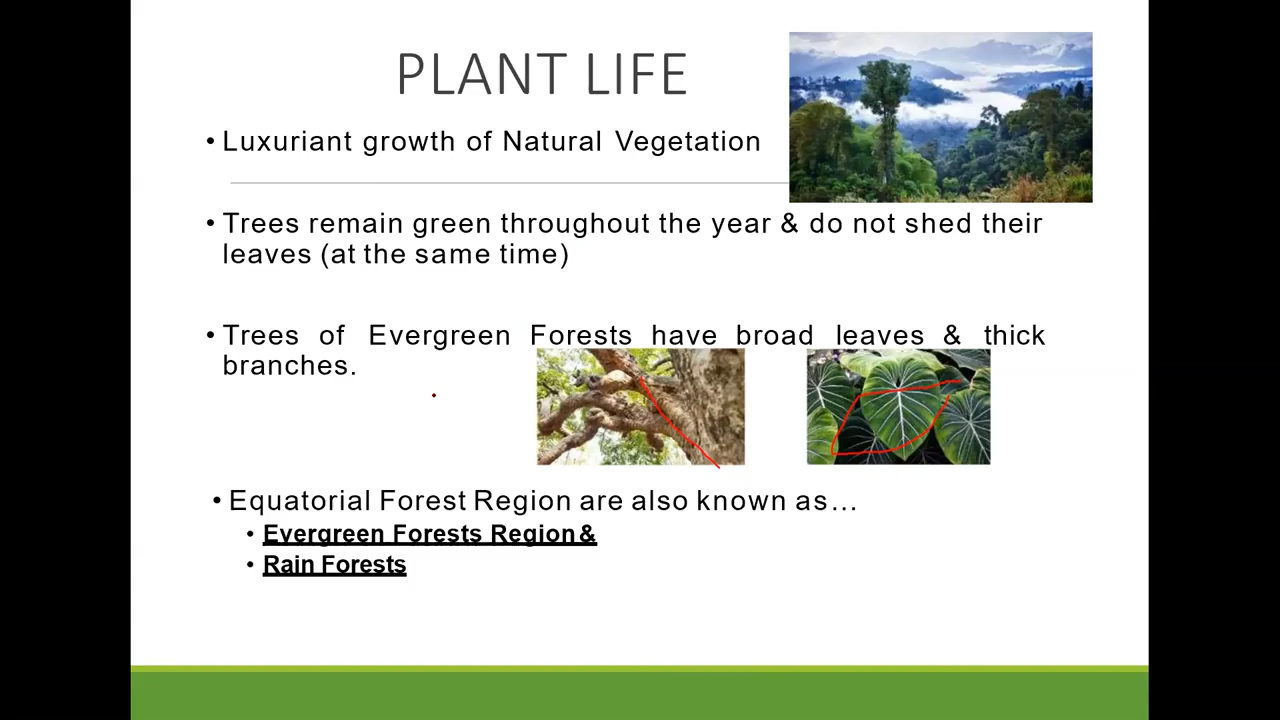 PLANT LIFE
• Luxuriant growth of Natural Vegetation
• Trees remain green throughout the year & do not shed their
leaves (at the same time)
• Trees of Evergreen Forests have broad leaves & thick
branches.
• Equatorial Forest Region are also known as…
• Evergreen Forests Region &
• Rain Forests